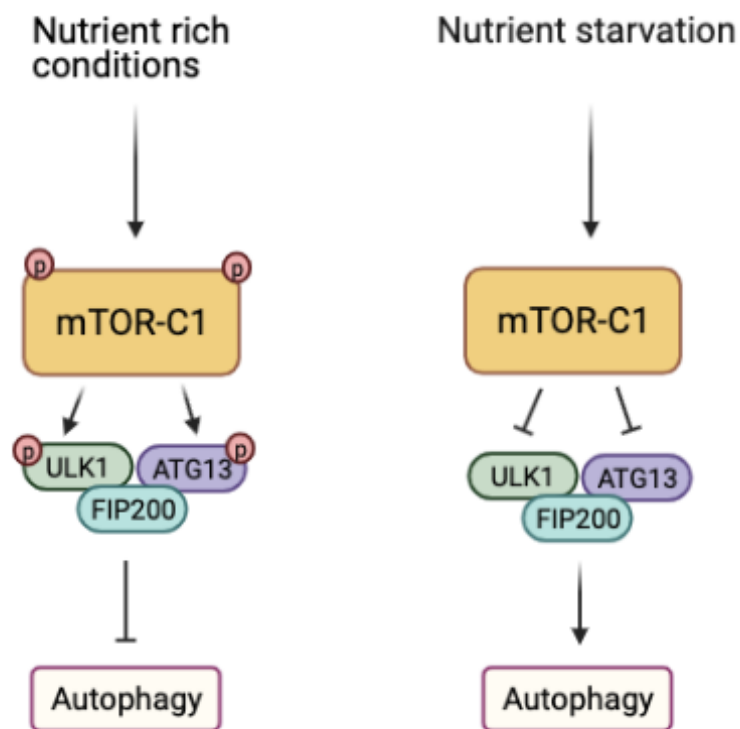 Nutrient rich
conditions
p
p
mTOR-C1
p
p
ULK1
ATG13
FIP200
Autophagy
Nutrient starvation
mTOR-C1
ULK1
ATG13
FIP200
Autophagy